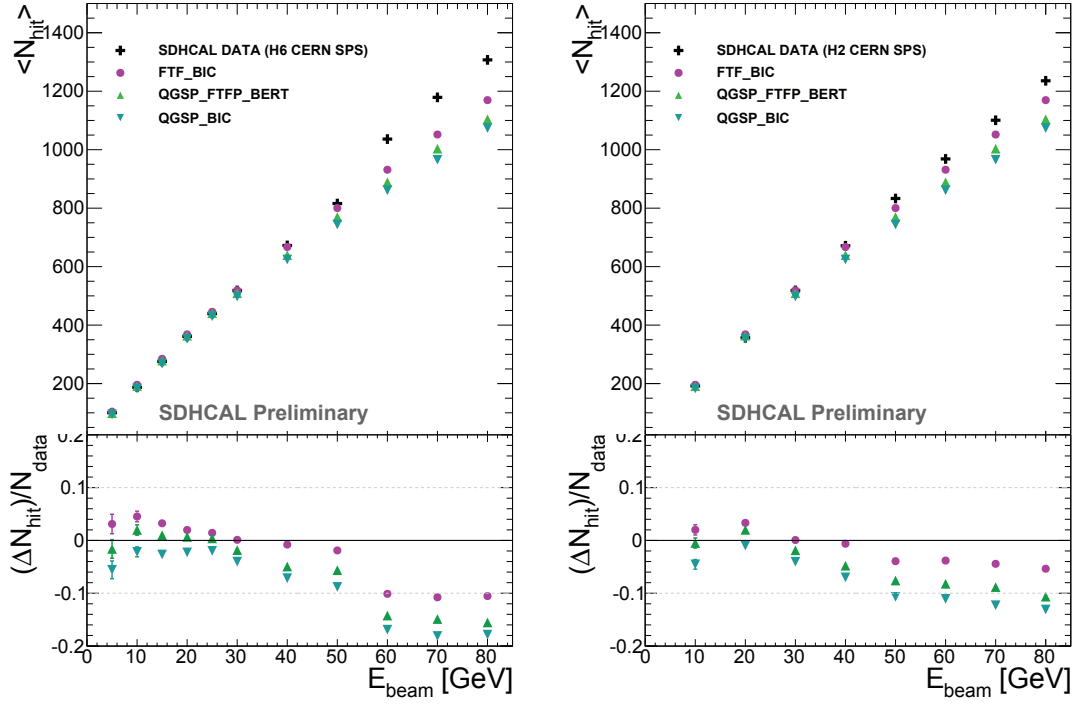 <N_hit>
1400
1200
1000
800
600
400
200
SDHCAL DATA (H6 CERN SPS)
FTF_BIC
QGSP_FTFP_BERT
QGSP_BIC
SDHCAL Preliminary
(ΔN_hit)/N_data
0.2
0.1
0
-0.1
-0.2
0 10 20 30 40 50 60 70 80
E_beam [GeV]
<N_hit>
1400
1200
1000
800
600
400
200
SDHCAL DATA (H2 CERN SPS)
FTF_BIC
QGSP_FTFP_BERT
QGSP_BIC
SDHCAL Preliminary
(ΔN_hit)/N_data
0.2
0.1
0
-0.1
-0.2
0 10 20 30 40 50 60 70 80
E_beam [GeV]